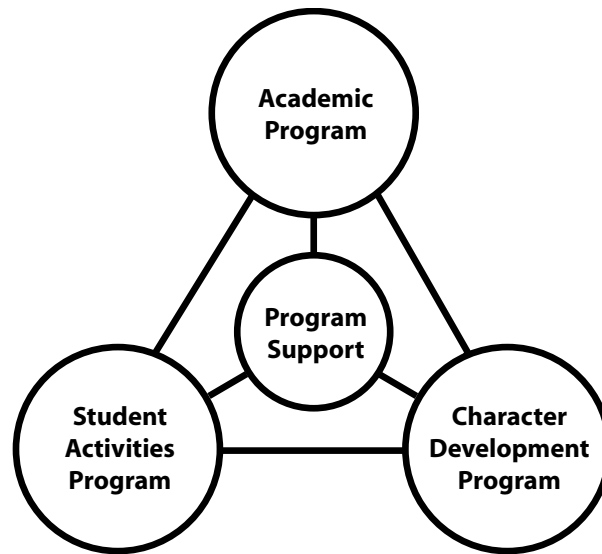 Academic
Program
Program
Support
Student
Activities
Program
Character
Development
Program